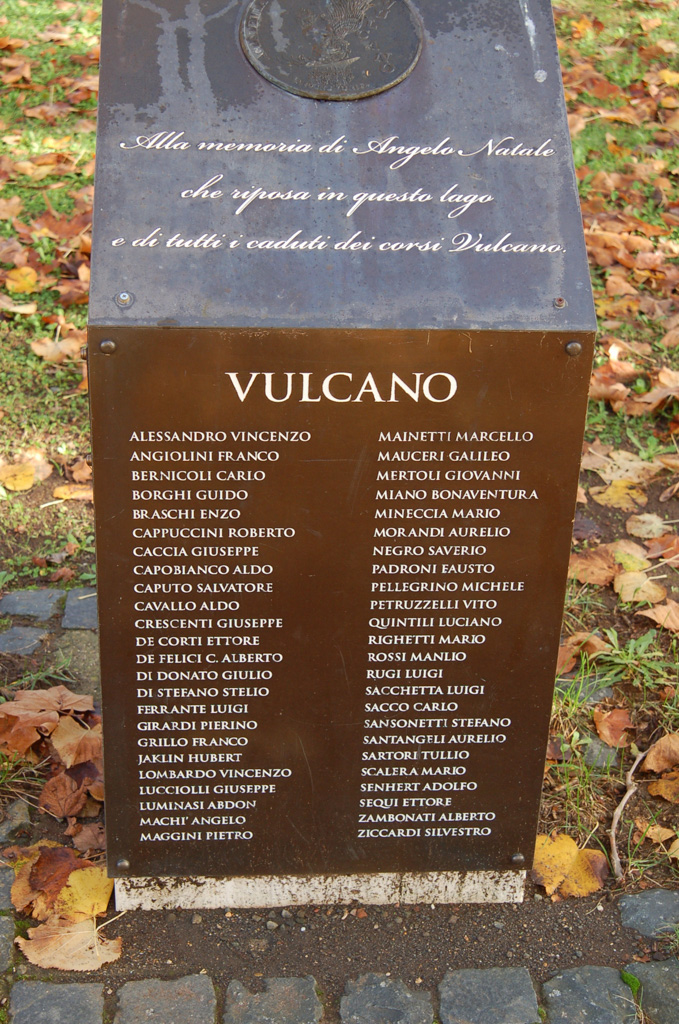 Alla memoria di Angelo Natale
che riposa in questo lago
e di tutti i caduti dei corsi Vulcano.
VULCANO
ALESSANDRO VINCENZO
ANGIOLINI FRANCO
BERNICOLI CARLO
BORGHI GUIDO
BRASCHI ENZO
CAPPUCCINI ROBERTO
CACCIA GIUSEPPE
CAPOBIANCO ALDO
CAPUTO SALVATORE
CAVALLO ALDO
CRESCENTI GIUSEPPE
DE CORTI ETTORE
DE FELICI C. ALBERTO
DI DONATO GIULIO
DI STEFANO STELIO
FERRANTE LUIGI
GIRARDI PIERINO
GRILLO FRANCO
JAKLIN HUBERT
LOMBARDO VINCENZO
LUCCIOLLI GIUSEPPE
LUMINASI ABDON
MACHI' ANGELO
MAGGINI PIETRO
MAINETTI MARCELLO
MAUCERI GALILEO
MERTOLI GIOVANNI
MIANO BONAVENTURA
MINECCIA MARIO
MORANDI AURELIO
NEGRO SAVERIO
PADRONI FAUSTO
PELLEGRINO MICHELE
PETRUZZELLI VITO
QUINTILI LUCIANO
RIGHETTI MARIO
ROSSI MANLIO
RUGI LUIGI
SACCHETTA LUIGI
SACCO CARLO
SANSONETTI STEFANO
SANTANGELI AURELIO
SARTORI TULLIO
SCALERA MARIO
SENHERT ADOLFO
SEQUI ETTORE
ZAMBONATI ALBERTO
ZICCARDI SILVESTRO